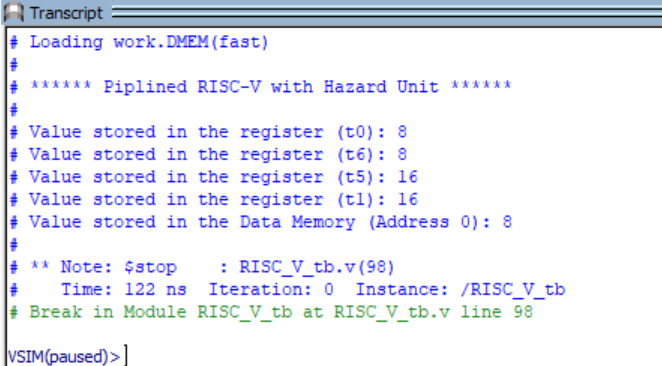 Transcript
# Loading work.DMEM(fast)
#
# ****** Piplined RISC-V with Hazard Unit ******
#
# Value stored in the register (t0): 8
# Value stored in the register (t6): 8
# Value stored in the register (t5): 16
# Value stored in the register (t1): 16
# Value stored in the Data Memory (Address 0): 8
#
# ** Note: $stop    : RISC_V_tb.v(98)
#    Time: 122 ns  Iteration: 0  Instance: /RISC_V_tb
# Break in Module RISC_V_tb at RISC_V_tb.v line 98
VSIM(paused)>